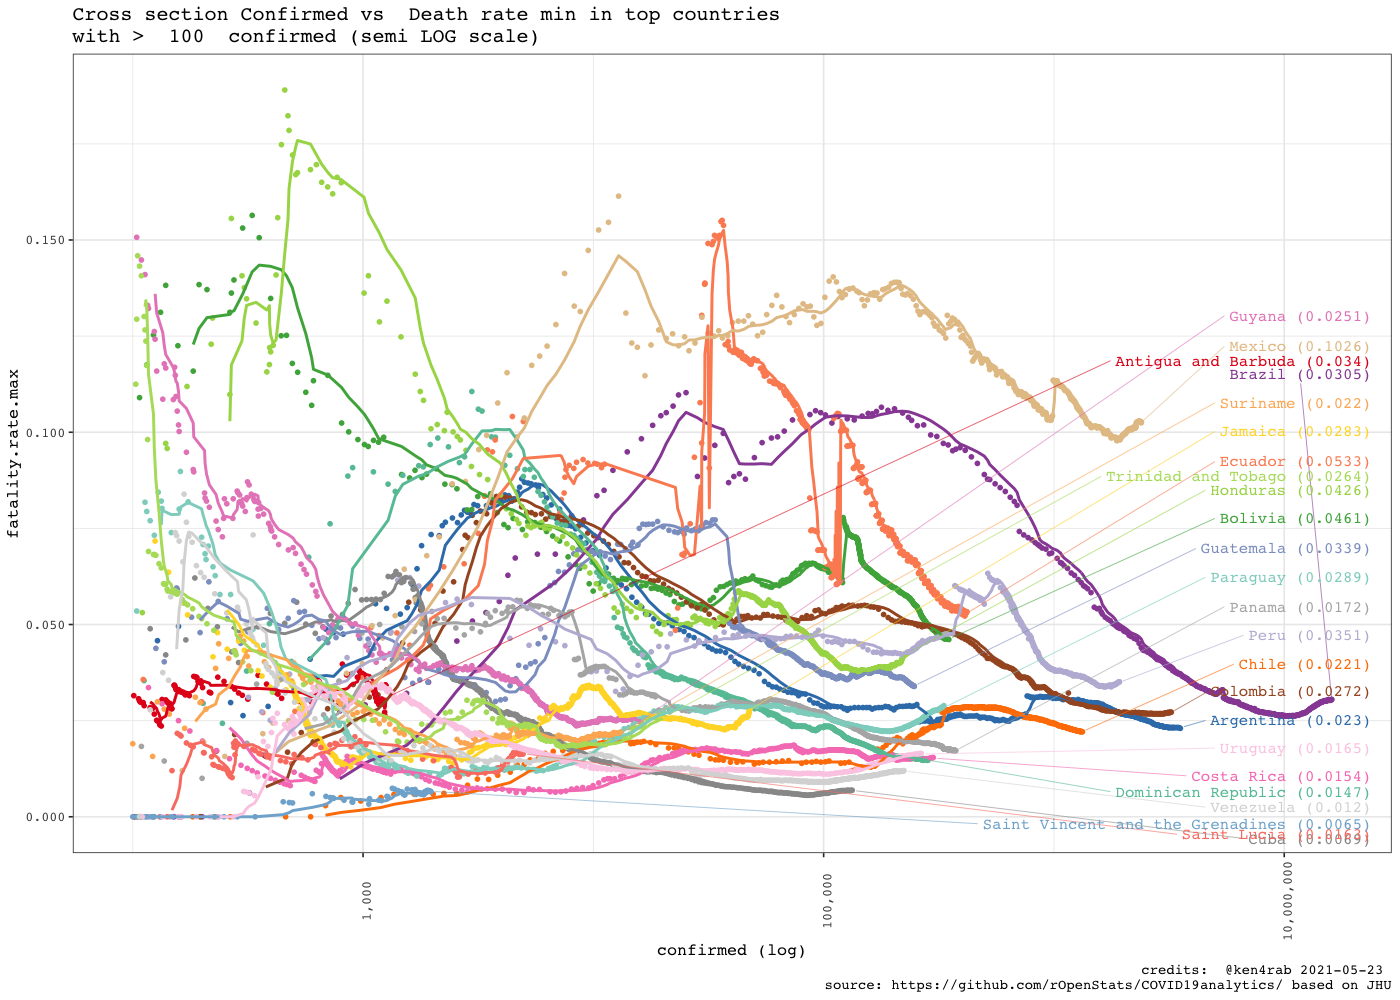 Cross section Confirmed vs  Death rate min in top countries
with >  100  confirmed (semi LOG scale)
fatality.rate.max
0.150
0.100
0.050
0.000
Guyana (0.0251)
Mexico (0.1026)
Antigua and Barbuda (0.034)
Brazil (0.0305)
Suriname (0.022)
Jamaica (0.0283)
Ecuador (0.0533)
Trinidad and Tobago (0.0264)
Honduras (0.0426)
Bolivia (0.0461)
Guatemala (0.0339)
Paraguay (0.0289)
Panama (0.0172)
Peru (0.0351)
Chile (0.0221)
Colombia (0.0272)
Argentina (0.023)
Uruguay (0.0165)
Costa Rica (0.0154)
Dominican Republic (0.0147)
Venezuela (0.012)
Saint Vincent and the Grenadines (0.0065)
Saint Lucia
Cuba (0.0069)
1,000
100,000
10,000,000
confirmed (log)
credits:  @ken4rab 2021-05-23
source: https://github.com/rOpenStats/COVID19analytics/ based on JHU